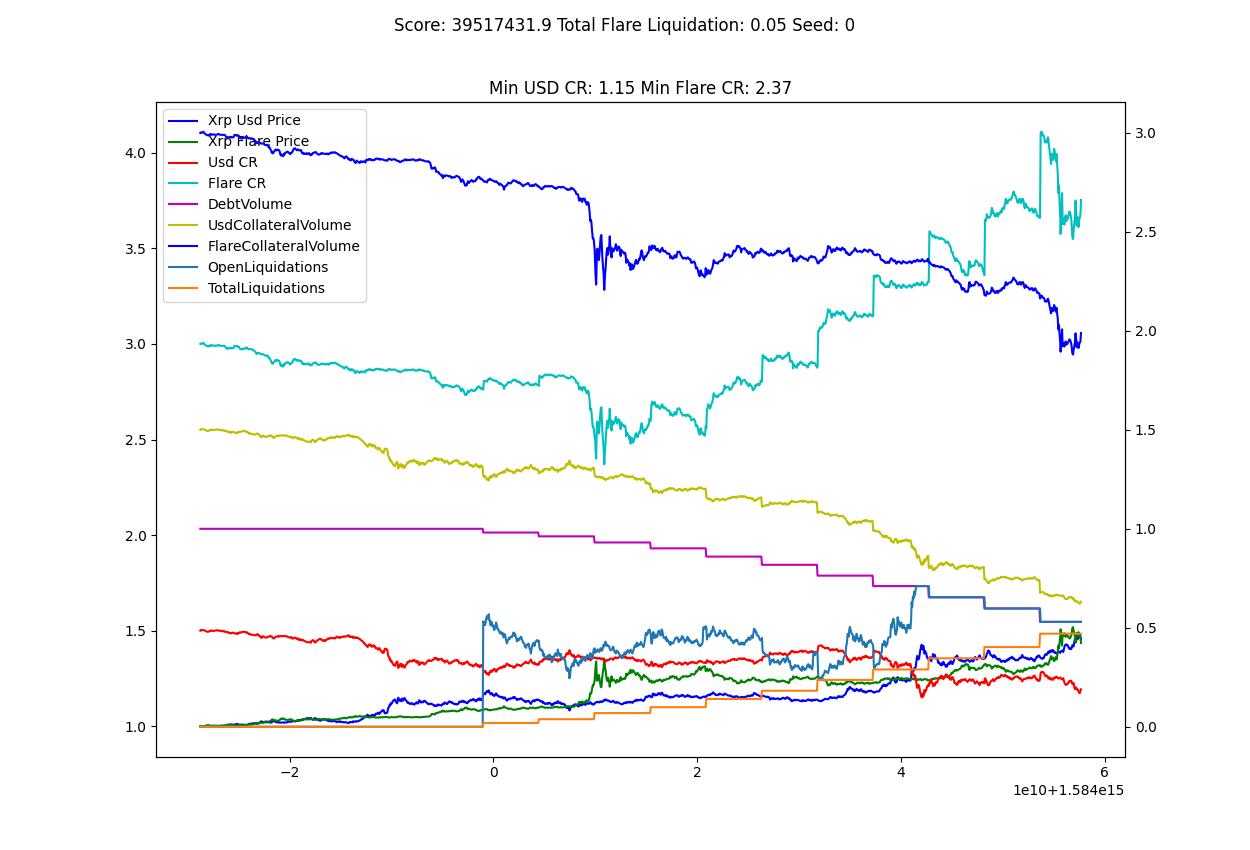 Score: 39517431.9 Total Flare Liquidation: 0.05 Seed: 0
Min USD CR: 1.15 Min Flare CR: 2.37
Xrp Usd Price
Xrp Flare Price
Usd CR
Flare CR
DebtVolume
UsdCollateralVolume
FlareCollateralVolume
OpenLiquidations
TotalLiquidations
4.0
3.5
3.0
2.5
2.0
1.5
1.0
3.0
2.5
2.0
1.5
1.0
0.5
0.0
−2 0 2 4 6
1e10+1.584e15